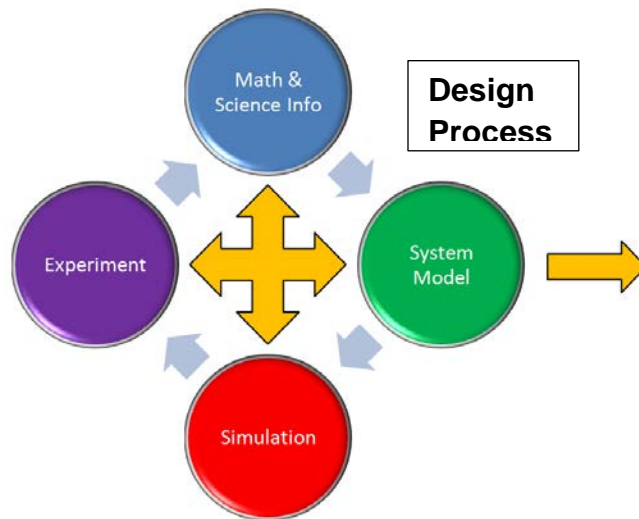 Math &
Science Info
Design
Process
Experiment
System
Model
Simulation